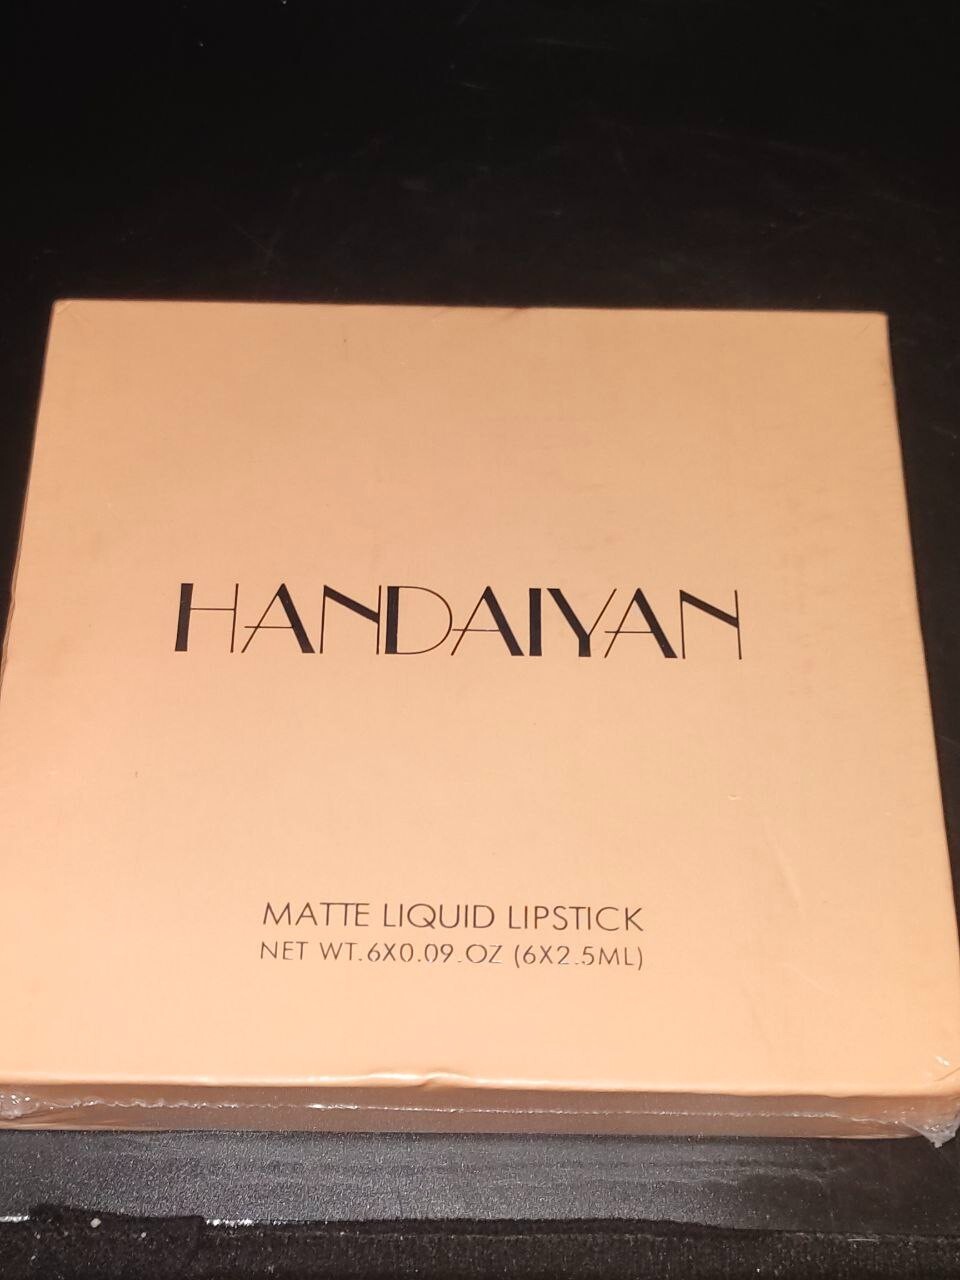 HANDAIYAN
MATTE LIQUID LIPSTICK
NET WT.6X0.09.OZ (6X2.5ML)